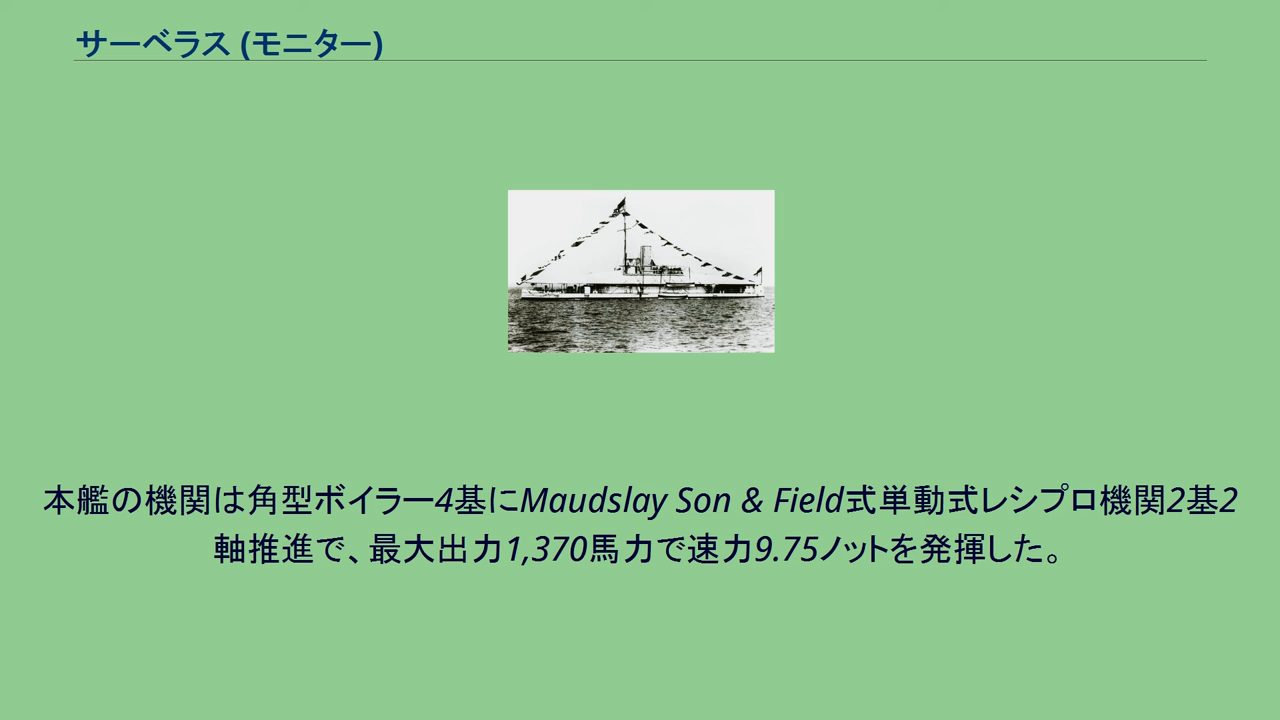 サーベラス (モニター)
本艦の機関は角型ボイラー4基にMaudslay Son & Field式単動式レシプロ機関2基2
軸推進で、最大出力1,370馬力で速力9.75ノットを発揮した。